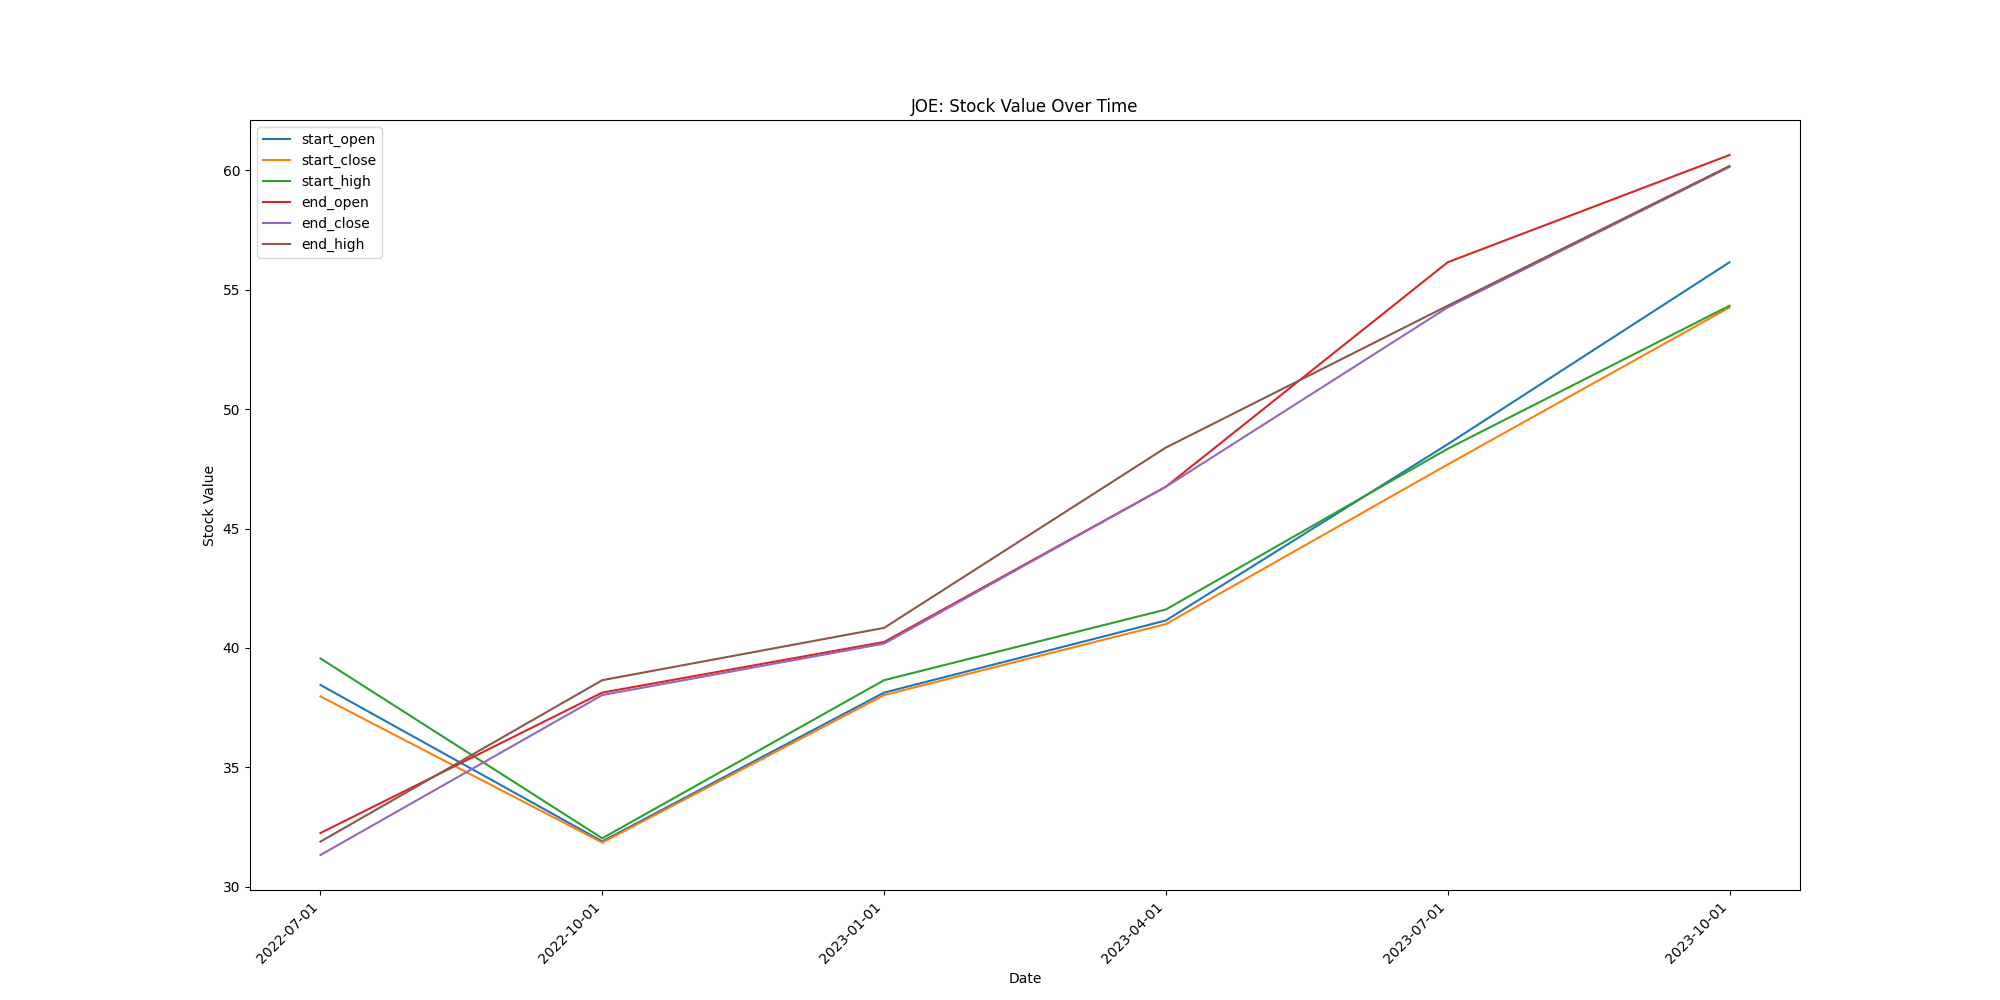 JOE: Stock Value Over Time
start_open
start_close
start_high
end_open
end_close
end_high
Stock Value
60
55
50
45
40
35
30
2022-07-01
2022-10-01
2023-01-01
2023-04-01
2023-07-01
2023-10-01
Date